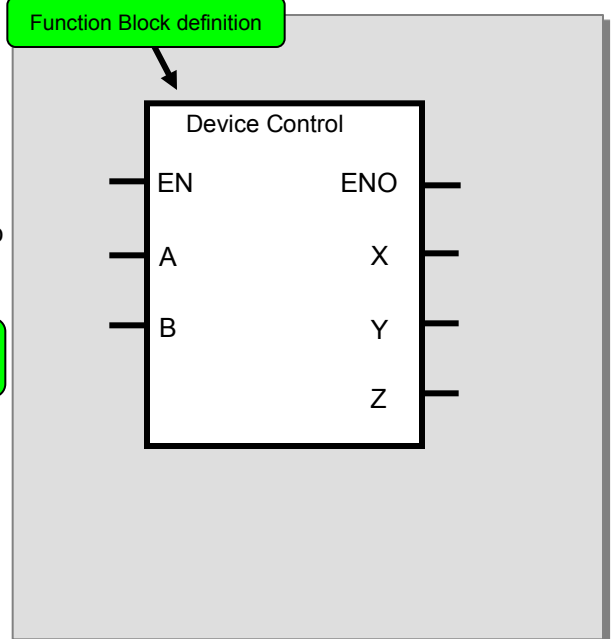 Function Block definition
Device Control
EN ENO
A X
B Y
Z